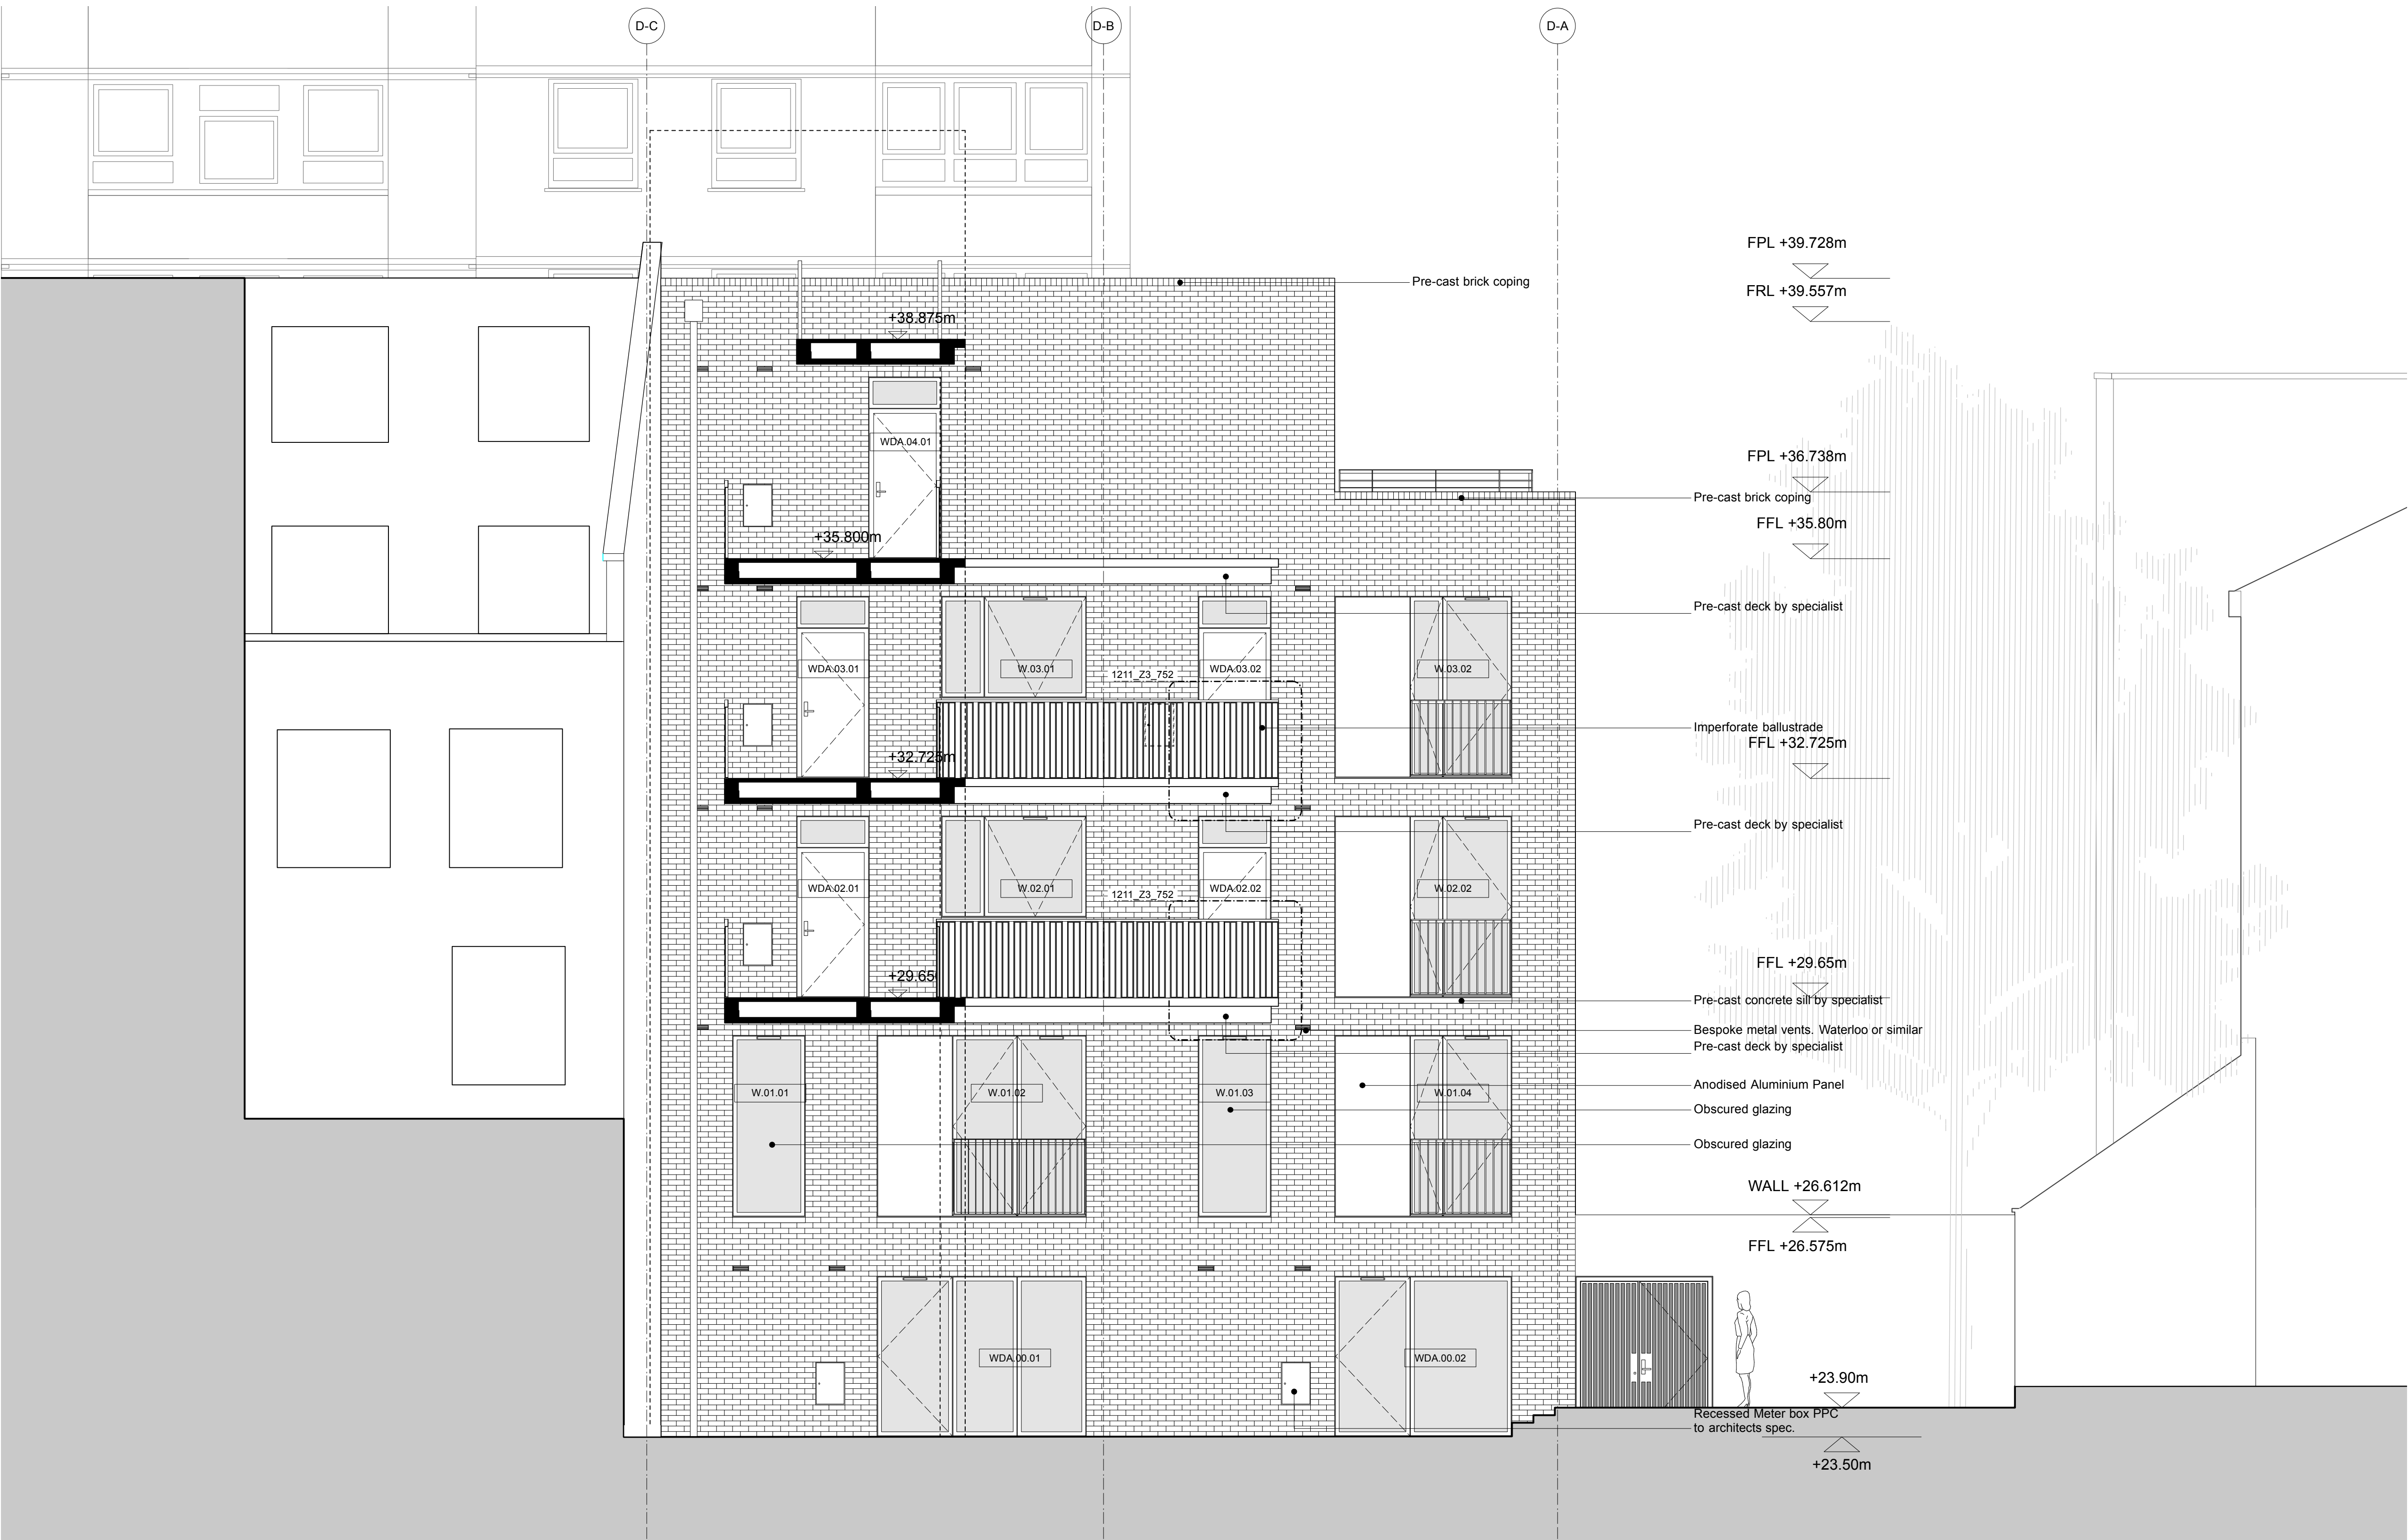 D-C
D-B
D-A
FPL +39.728m
Pre-cast brick coping
FRL +39.557m
+38.875m
WDA.04.01
FPL +36.738m
Pre-cast brick coping
FFL +35.80m
+35.800m
Pre-cast deck by specialist
WDA.03.01
W.03.01
1211_Z3_752
WDA.03.02
W.03.02
Imperforate ballustrade
FFL +32.725m
+32.725m
Pre-cast deck by specialist
WDA.02.01
W.02.01
1211_Z3_752
WDA.02.02
W.02.02
FFL +29.65m
+29.65
Pre-cast concrete sill by specialist
Bespoke metal vents. Waterloo or similar
Pre-cast deck by specialist
Anodised Aluminium Panel
W.01.01
W.01.02
W.01.03
W.01.04
Obscured glazing
Obscured glazing
WALL +26.612m
FFL +26.575m
WDA.00.01
WDA.00.02
+23.90m
Recessed Meter box PPC
to architects spec.
+23.50m